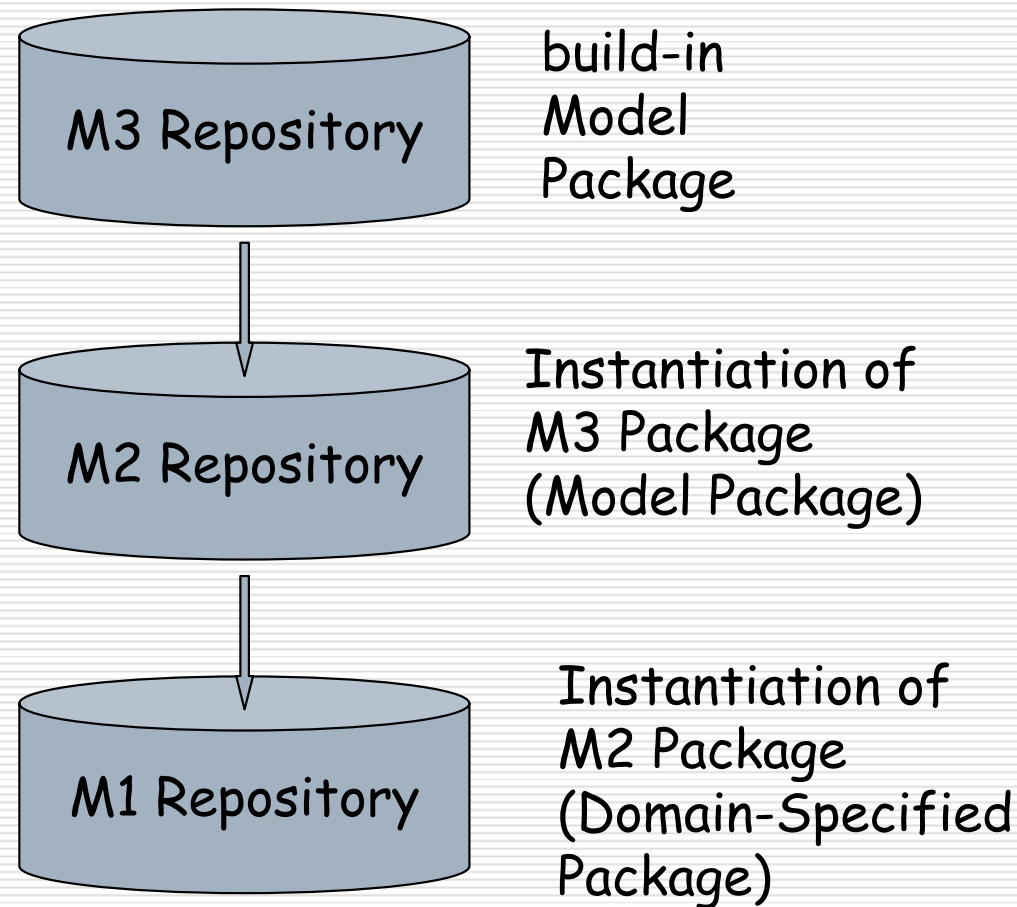 M3 Repository
build-in
Model
Package
M2 Repository
Instantiation of
M3 Package
(Model Package)
M1 Repository
Instantiation of
M2 Package
(Domain-Specified
Package)